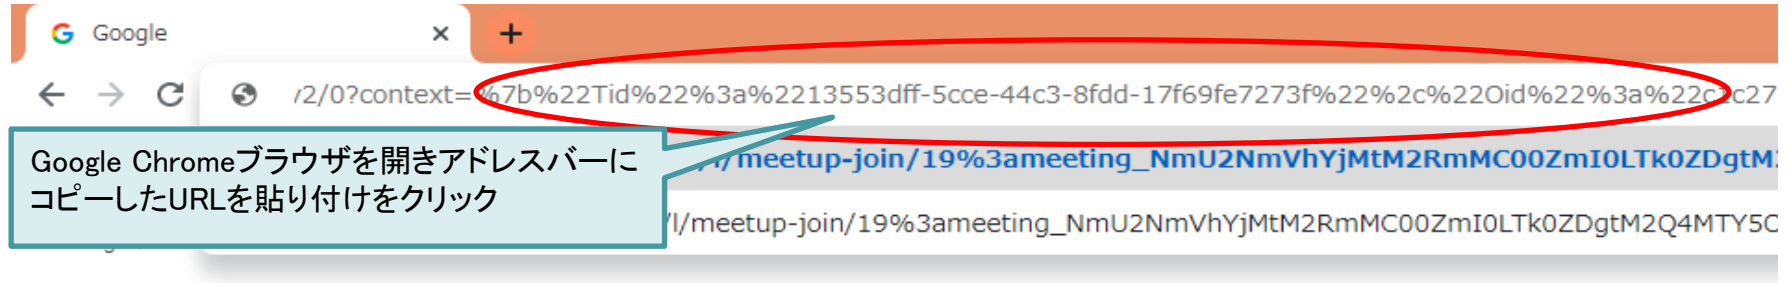 Google
/2/0?context=%7b%22Tid%22%3a%2213553dff-5cce-44c3-8fdd-17f69fe7273f%22%2c%22Oid%22%3a%22c1c27
Google Chromeブラウザを開きアドレスバーに
コピーしたURLを貼り付けをクリック
/meetup-join/19%3ameeting_NmU2NmVhYjMtM2RmMC00ZmI0LTk0ZDgtM
/l/meetup-join/19%3ameeting_NmU2NmVhYjMtM2RmMC00ZmI0LTk0ZDgtM2Q4MTY5